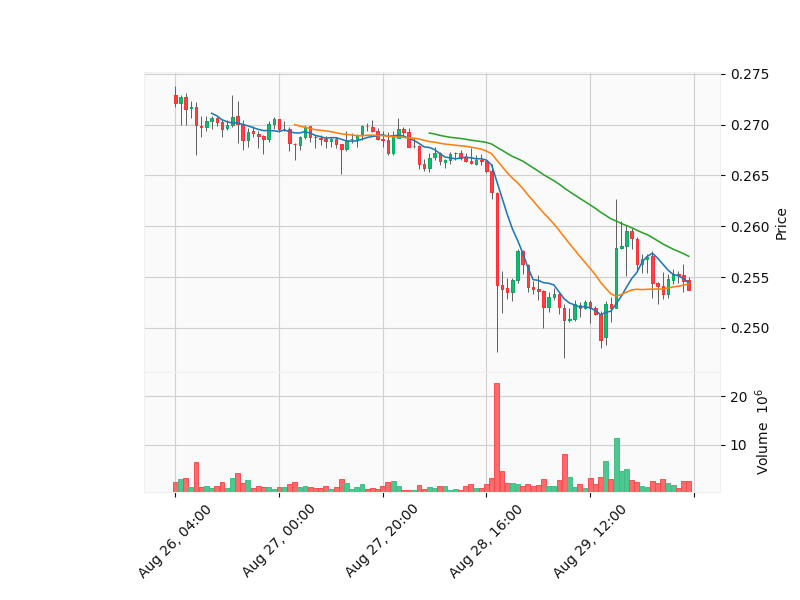 0.275
0.270
0.265
0.260
0.255
0.250
Price
20
10
Volume 10^6
Aug 26, 04:00
Aug 27, 00:00
Aug 27, 20:00
Aug 28, 16:00
Aug 29, 12:00